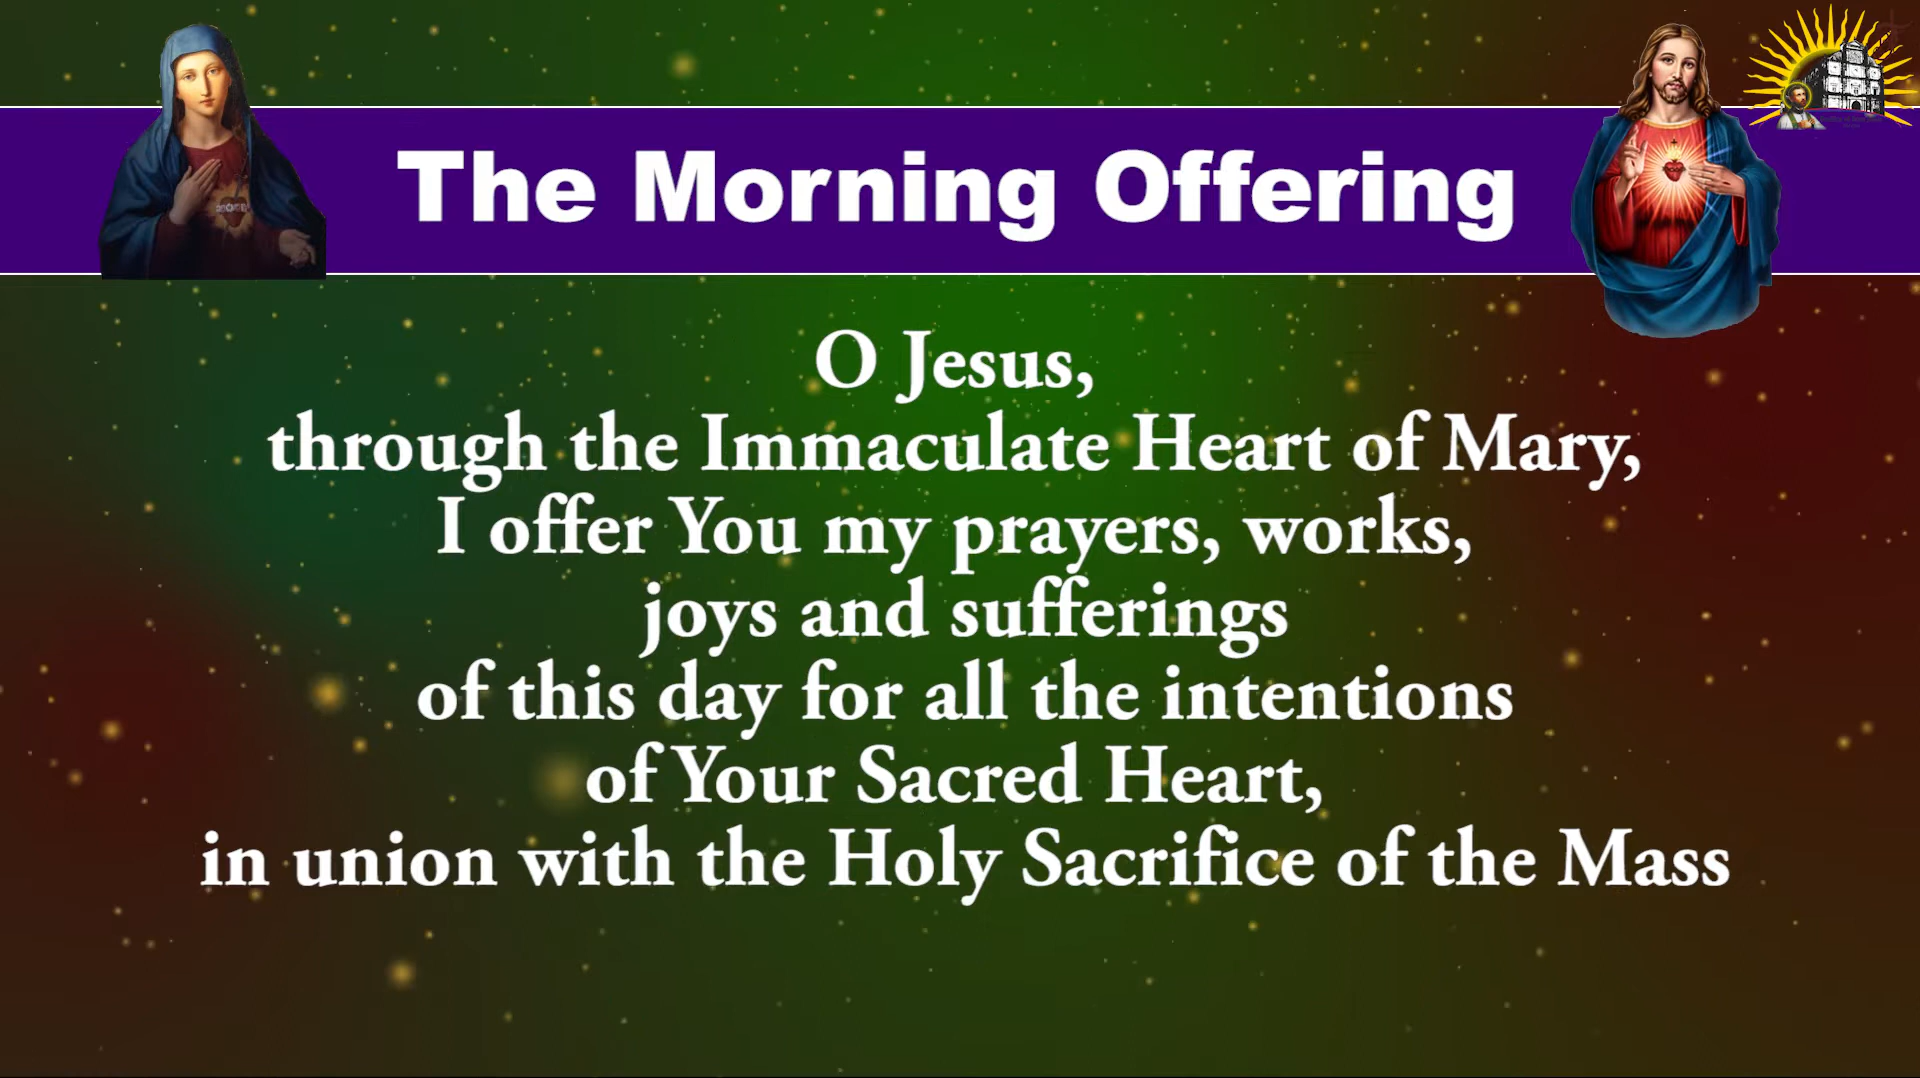 The Morning Offering
O Jesus,
through the Immaculate Heart of Mary,
I offer You my prayers, works,
joys and sufferings
of this day for all the intentions
of Your Sacred Heart,
in union with the Holy Sacrifice of the Mass